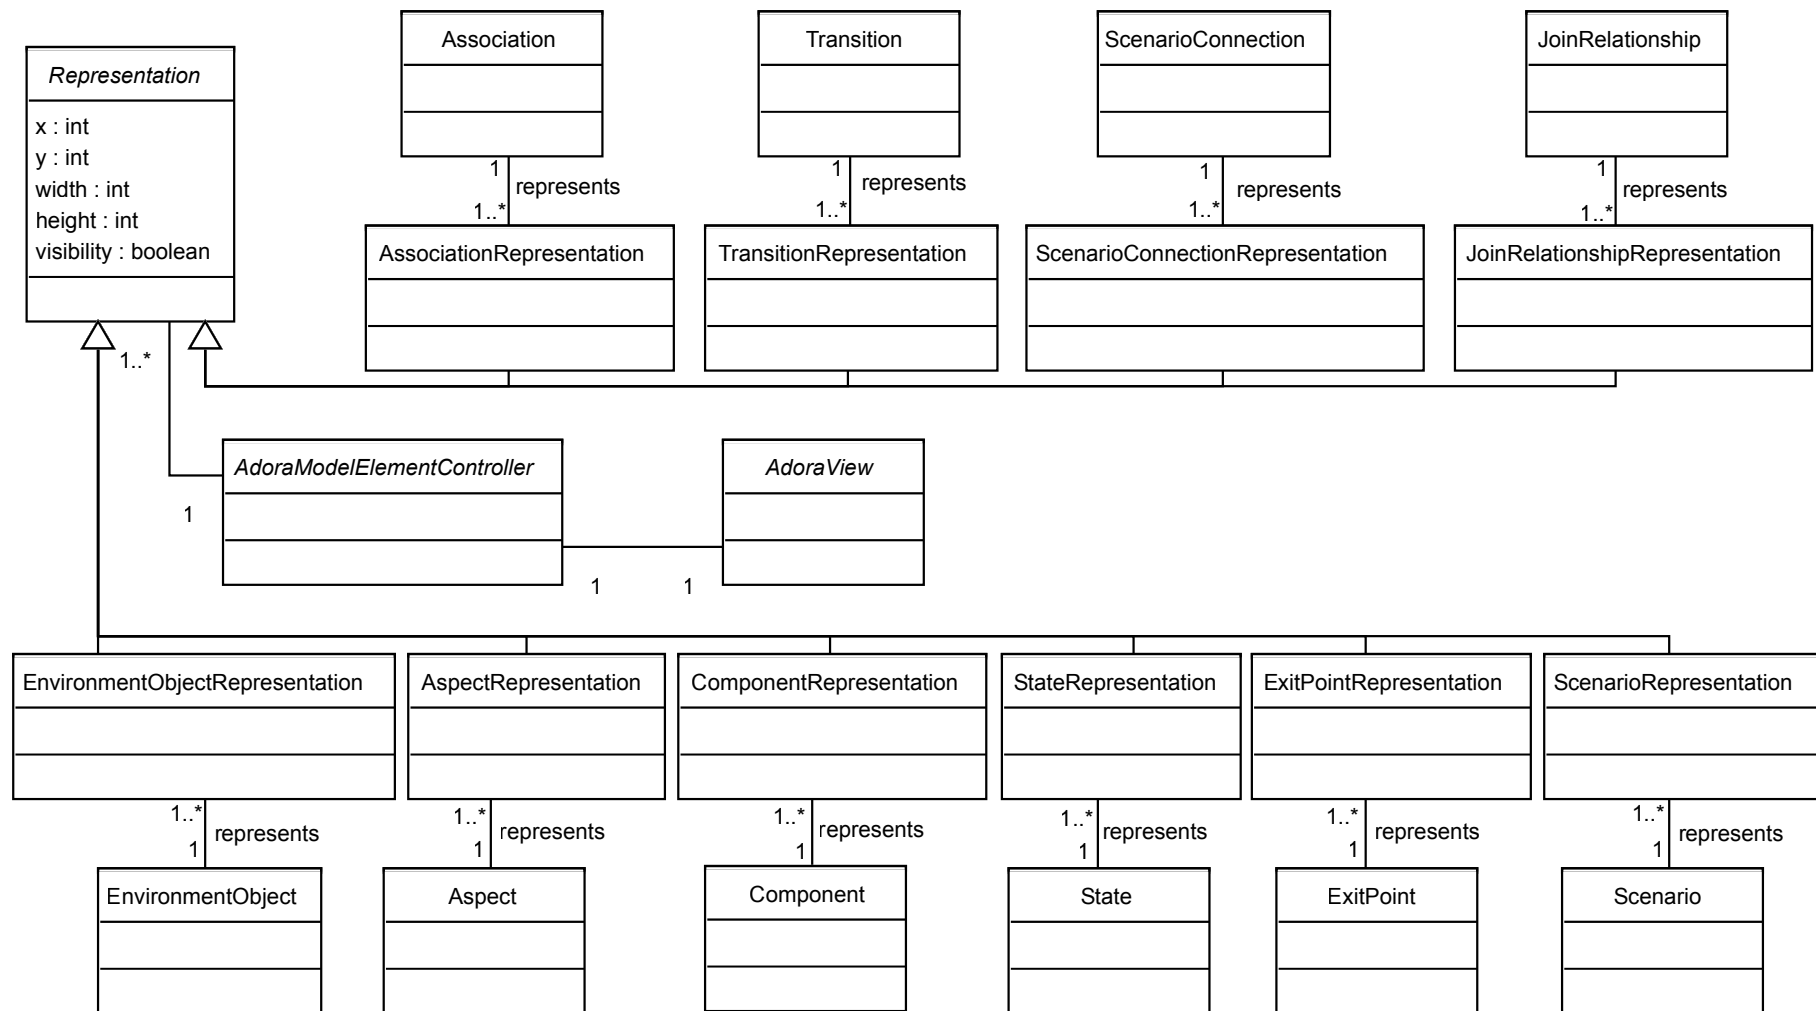 Association
Transition
ScenarioConnection
JoinRelationship
Representation
x : int
y : int
width : int
height : int
visibility : boolean
1
represents
1..*
1
represents
1..*
1
represents
1..*
1
represents
1..*
AssociationRepresentation
TransitionRepresentation
ScenarioConnectionRepresentation
JoinRelationshipRepresentation
1..*
AdoraModelElementController
AdoraView
1
1
1
EnvironmentObjectRepresentation
AspectRepresentation
ComponentRepresentation
StateRepresentation
ExitPointRepresentation
ScenarioRepresentation
1..*
represents
1
1..*
represents
1
1..*
represents
1
1..*
represents
1
1..*
represents
1
1..*
represents
1
EnvironmentObject
Aspect
Component
State
ExitPoint
Scenario